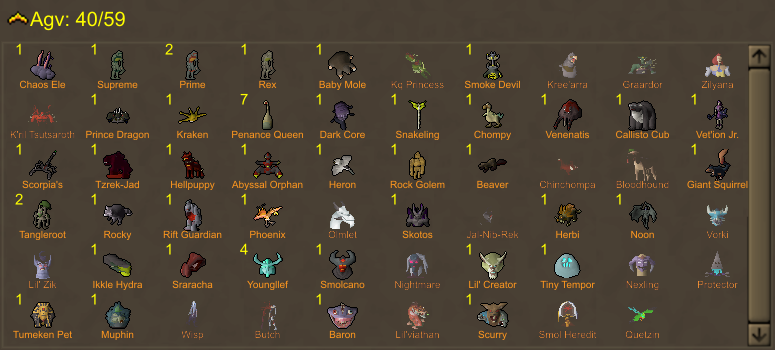 Agv: 40/59
1 1 2 1 1 1
Chaos Ele Supreme Prime Rex Baby Mole Kq Princess Smoke Devil Kree'arra Graardor Zilyana
1 1 7 1 1 1 1 1 1
K'ril Tsutsaroth Prince Dragon Kraken Penance Queen Dark Core Snakeling Chompy Venenatis Callisto Cub Vet'ion Jr.
1 1 1 1 1 1 1 1
Scorpia's Tzrek-Jad Hellpuppy Abyssal Orphan Heron Rock Golem Beaver Chinchompa Bloodhound Giant Squirrel
2 1 1 1 1 1 1
Tangleroot Rocky Rift Guardian Phoenix Olmlet Skotos Jal-Nib-Rek Herbi Noon Vorki
1 1 4 1 1 1
Lil' Zik Ikkle Hydra Sraracha Youngllef Smolcano Nightmare Lil' Creator Tiny Tempor Nexling Protector
1 1 1 1
Tumeken Pet Muphin Wisp Butch Baron Lil'viathan Scurry Smol Heredit Quetzin